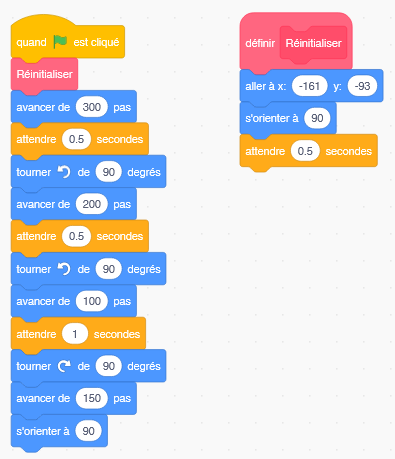 quand est cliqué
Réinitialiser
avancer de 300 pas
attendre 0.5 secondes
tourner de 90 degrés
avancer de 200 pas
attendre 0.5 secondes
tourner de 90 degrés
avancer de 100 pas
attendre 1 secondes
tourner de 90 degrés
avancer de 150 pas
s'orienter à 90
définir Réinitialiser
aller à x: -161 y: -93
s'orienter à 90
attendre 0.5 secondes